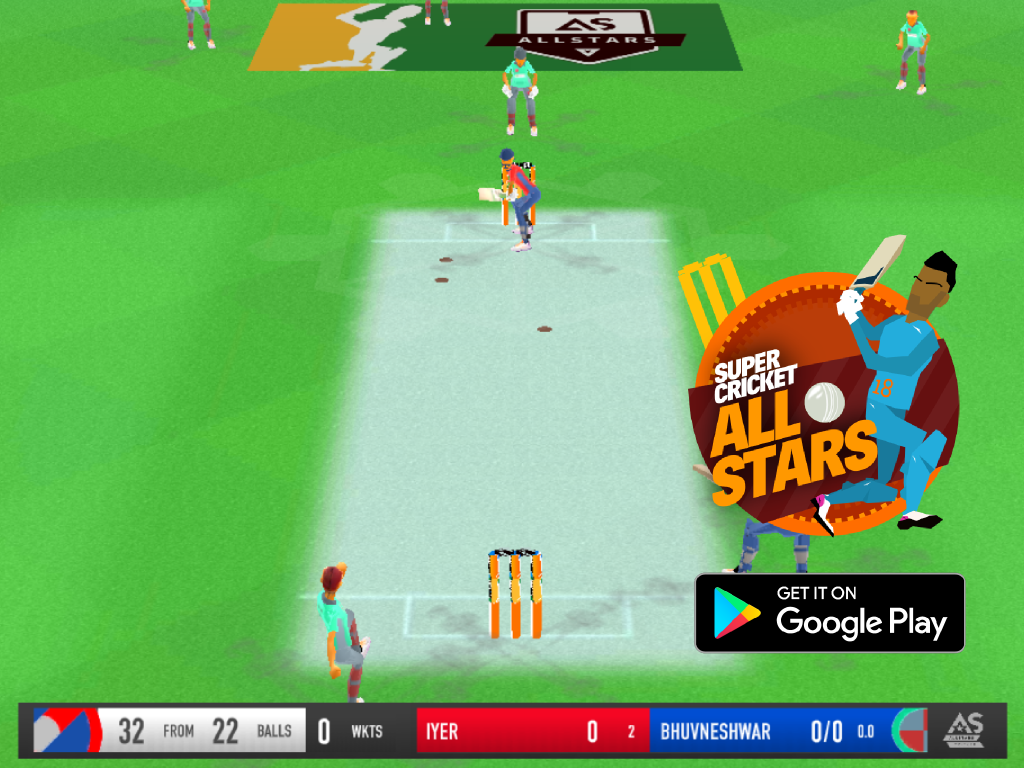 AS
ALLSTARS
SUPER
CRICKET
ALL
STARS
18
GET IT ON
Google Play
32 FROM 22 BALLS 0 WKTS IYER 0 2 BHUVNESHWAR 0/0 0.0 AS
ALLSTARS